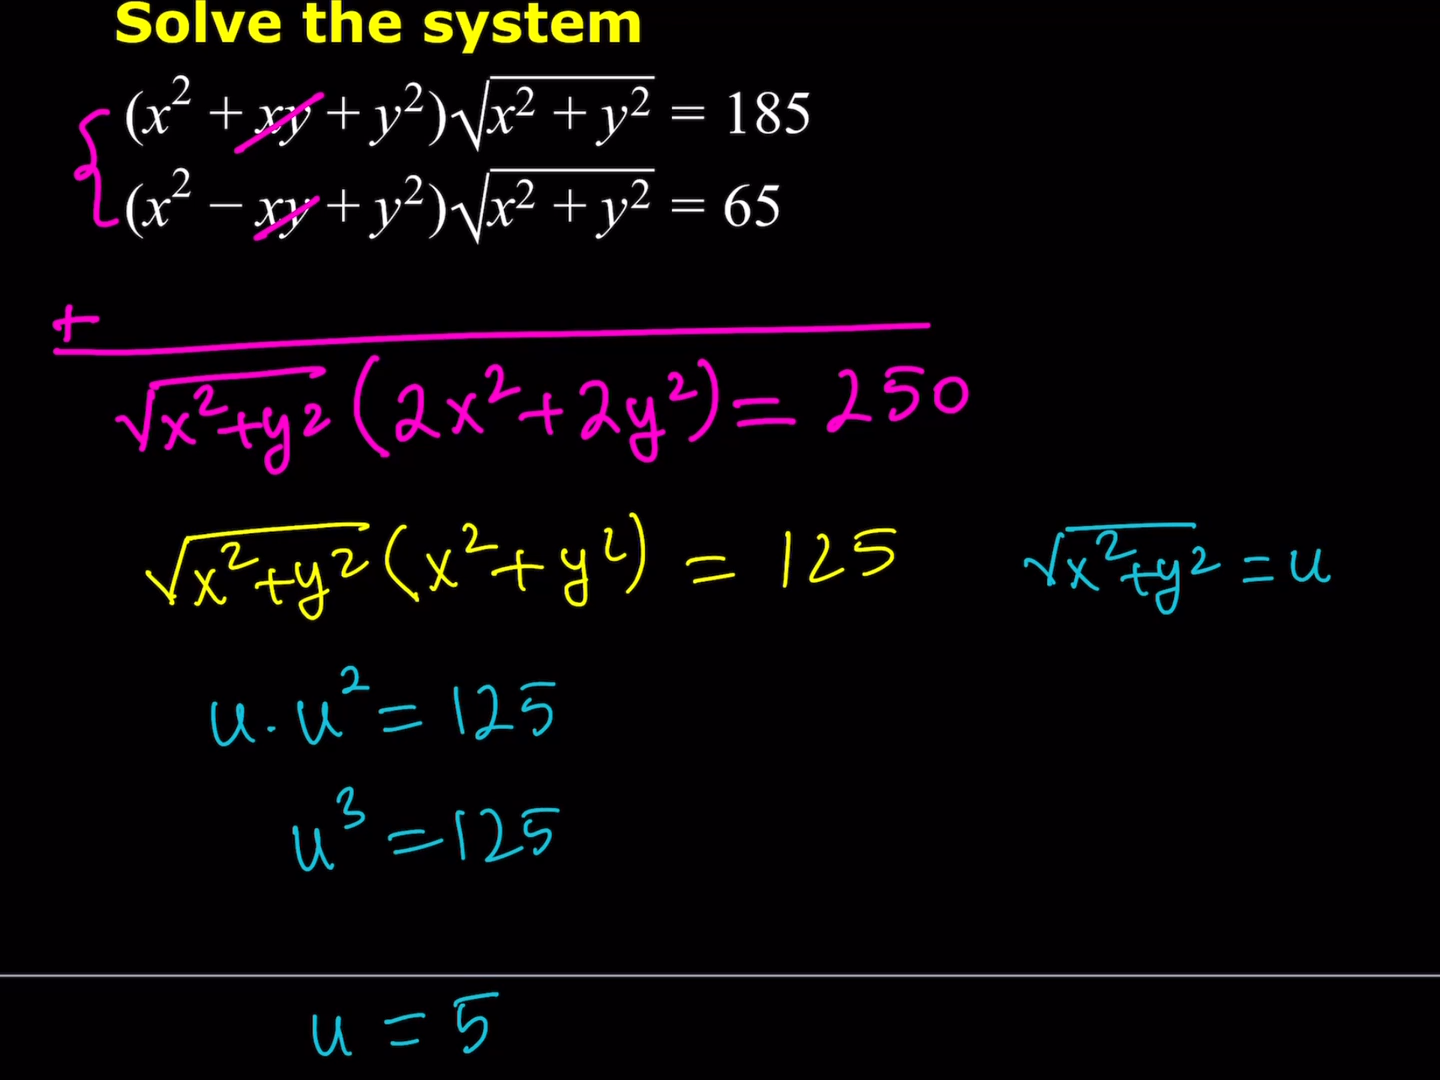 Solve the system
(x² + xy + y²)√(x² + y²) = 185
(x² − xy + y²)√(x² + y²) = 65
+
√(x²+y²) (2x²+2y²) = 250
√(x²+y²) (x²+y²) = 125
√(x²+y²) = u
u · u² = 125
u³ = 125
u = 5